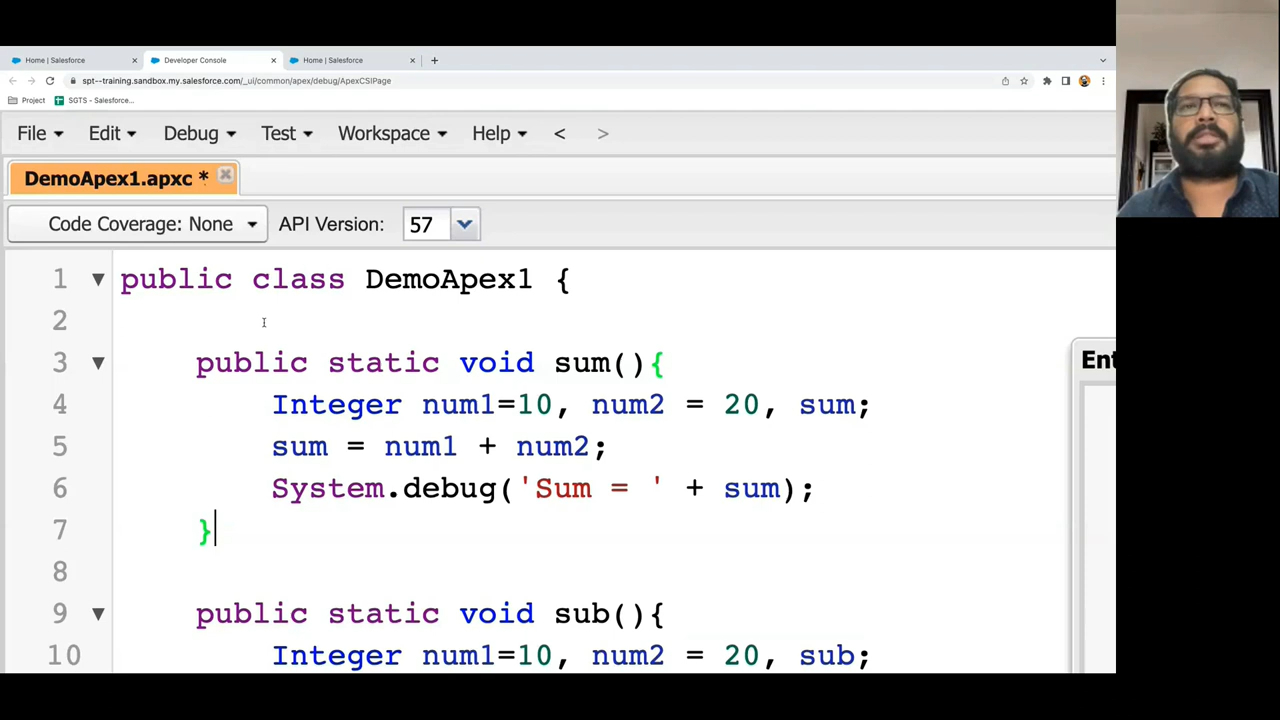 Home | Salesforce
Developer Console
Home | Salesforce
spt--training.sandbox.my.salesforce.com/_ui/common/apex/debug/ApexCSIPage
Project
SGTS - Salesforce...
File Edit Debug Test Workspace Help < >
DemoApex1.apxc *
Code Coverage: None API Version: 57
1 public class DemoApex1 {
2
3 public static void sum(){
4 Integer num1=10, num2 = 20, sum;
5 sum = num1 + num2;
6 System.debug('Sum = ' + sum);
7 }
8
9 public static void sub(){
10 Integer num1=10, num2 = 20, sub;